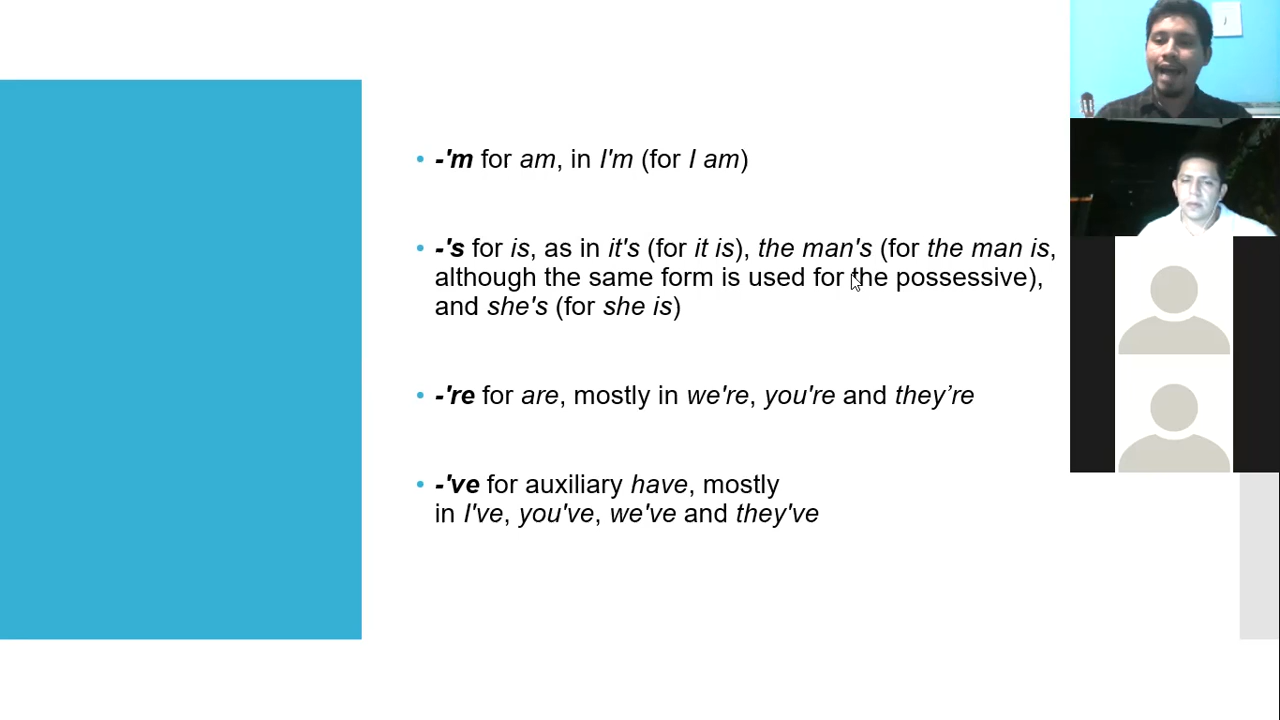 • -'m for am, in I'm (for I am)
• -'s for is, as in it's (for it is), the man's (for the man is,
although the same form is used for the possessive),
and she's (for she is)
• -'re for are, mostly in we're, you're and they’re
• -'ve for auxiliary have, mostly
in I've, you've, we've and they've